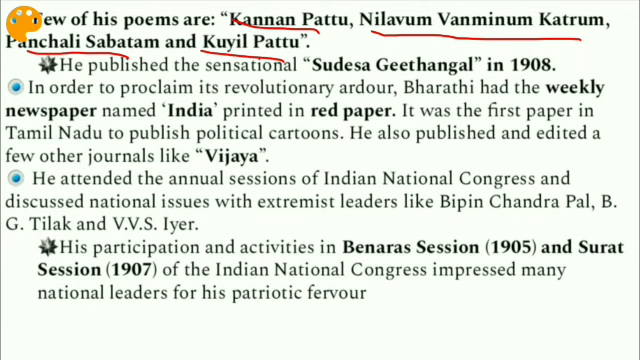 Few of his poems are: “Kannan Pattu, Nilavum Vanminum Katrum,
Panchali Sabatam and Kuyil Pattu”.
He published the sensational “Sudesa Geethangal” in 1908.
In order to proclaim its revolutionary ardour, Bharathi had the weekly
newspaper named ‘India’ printed in red paper. It was the first paper in
Tamil Nadu to publish political cartoons. He also published and edited a
few other journals like “Vijaya”.
He attended the annual sessions of Indian National Congress and
discussed national issues with extremist leaders like Bipin Chandra Pal, B.
G. Tilak and V.V.S. Iyer.
His participation and activities in Benaras Session (1905) and Surat
Session (1907) of the Indian National Congress impressed many
national leaders for his patriotic fervour